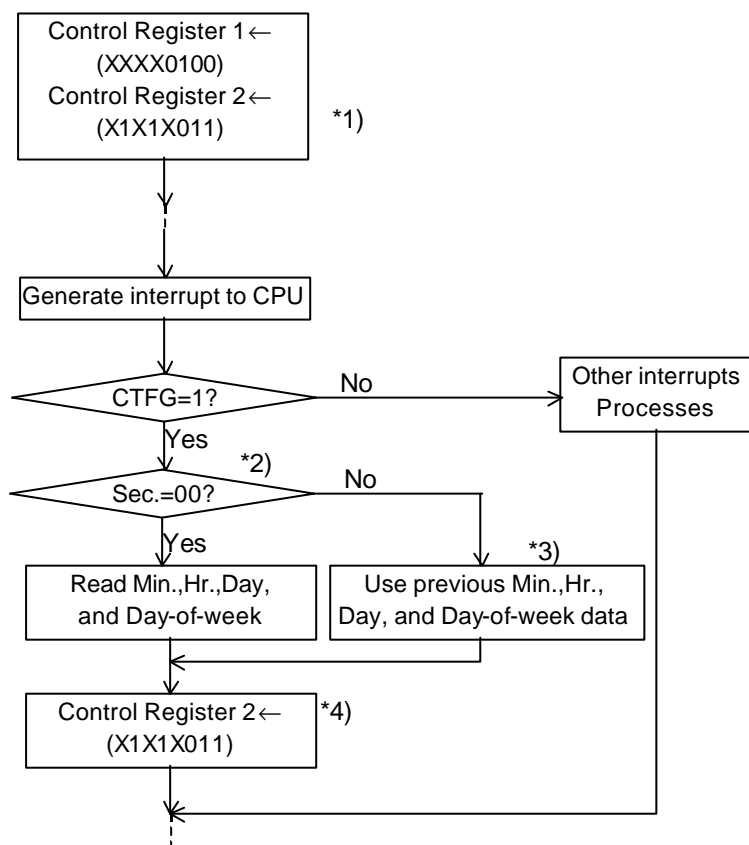 Control Register 1←
(XXXX0100)
Control Register 2←
(X1X1X011)
*1)
Generate interrupt to CPU
CTFG=1?
No
Other interrupts
Processes
Yes
*2)
Sec.=00?
No
Yes
*3)
Read Min.,Hr.,Day,
and Day-of-week
Use previous Min.,Hr.,
Day, and Day-of-week data
Control Register 2←
(X1X1X011)
*4)